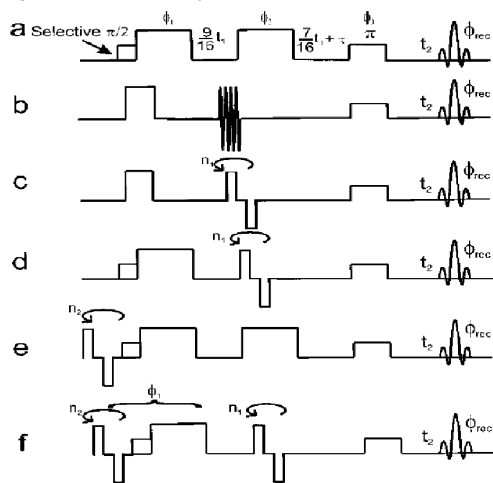 a Selective π/2 ϕ₁ 9/16 t₁ ϕ 7/16 t₁+π ϕ₃ π t₂ ϕrec
b t₂ ϕrec
c n₁ t₂ ϕrec
d n₁ t₂ ϕrec
e n₂ t₂ ϕrec
f n₂ ϕ₁ n₁ t₂ ϕrec